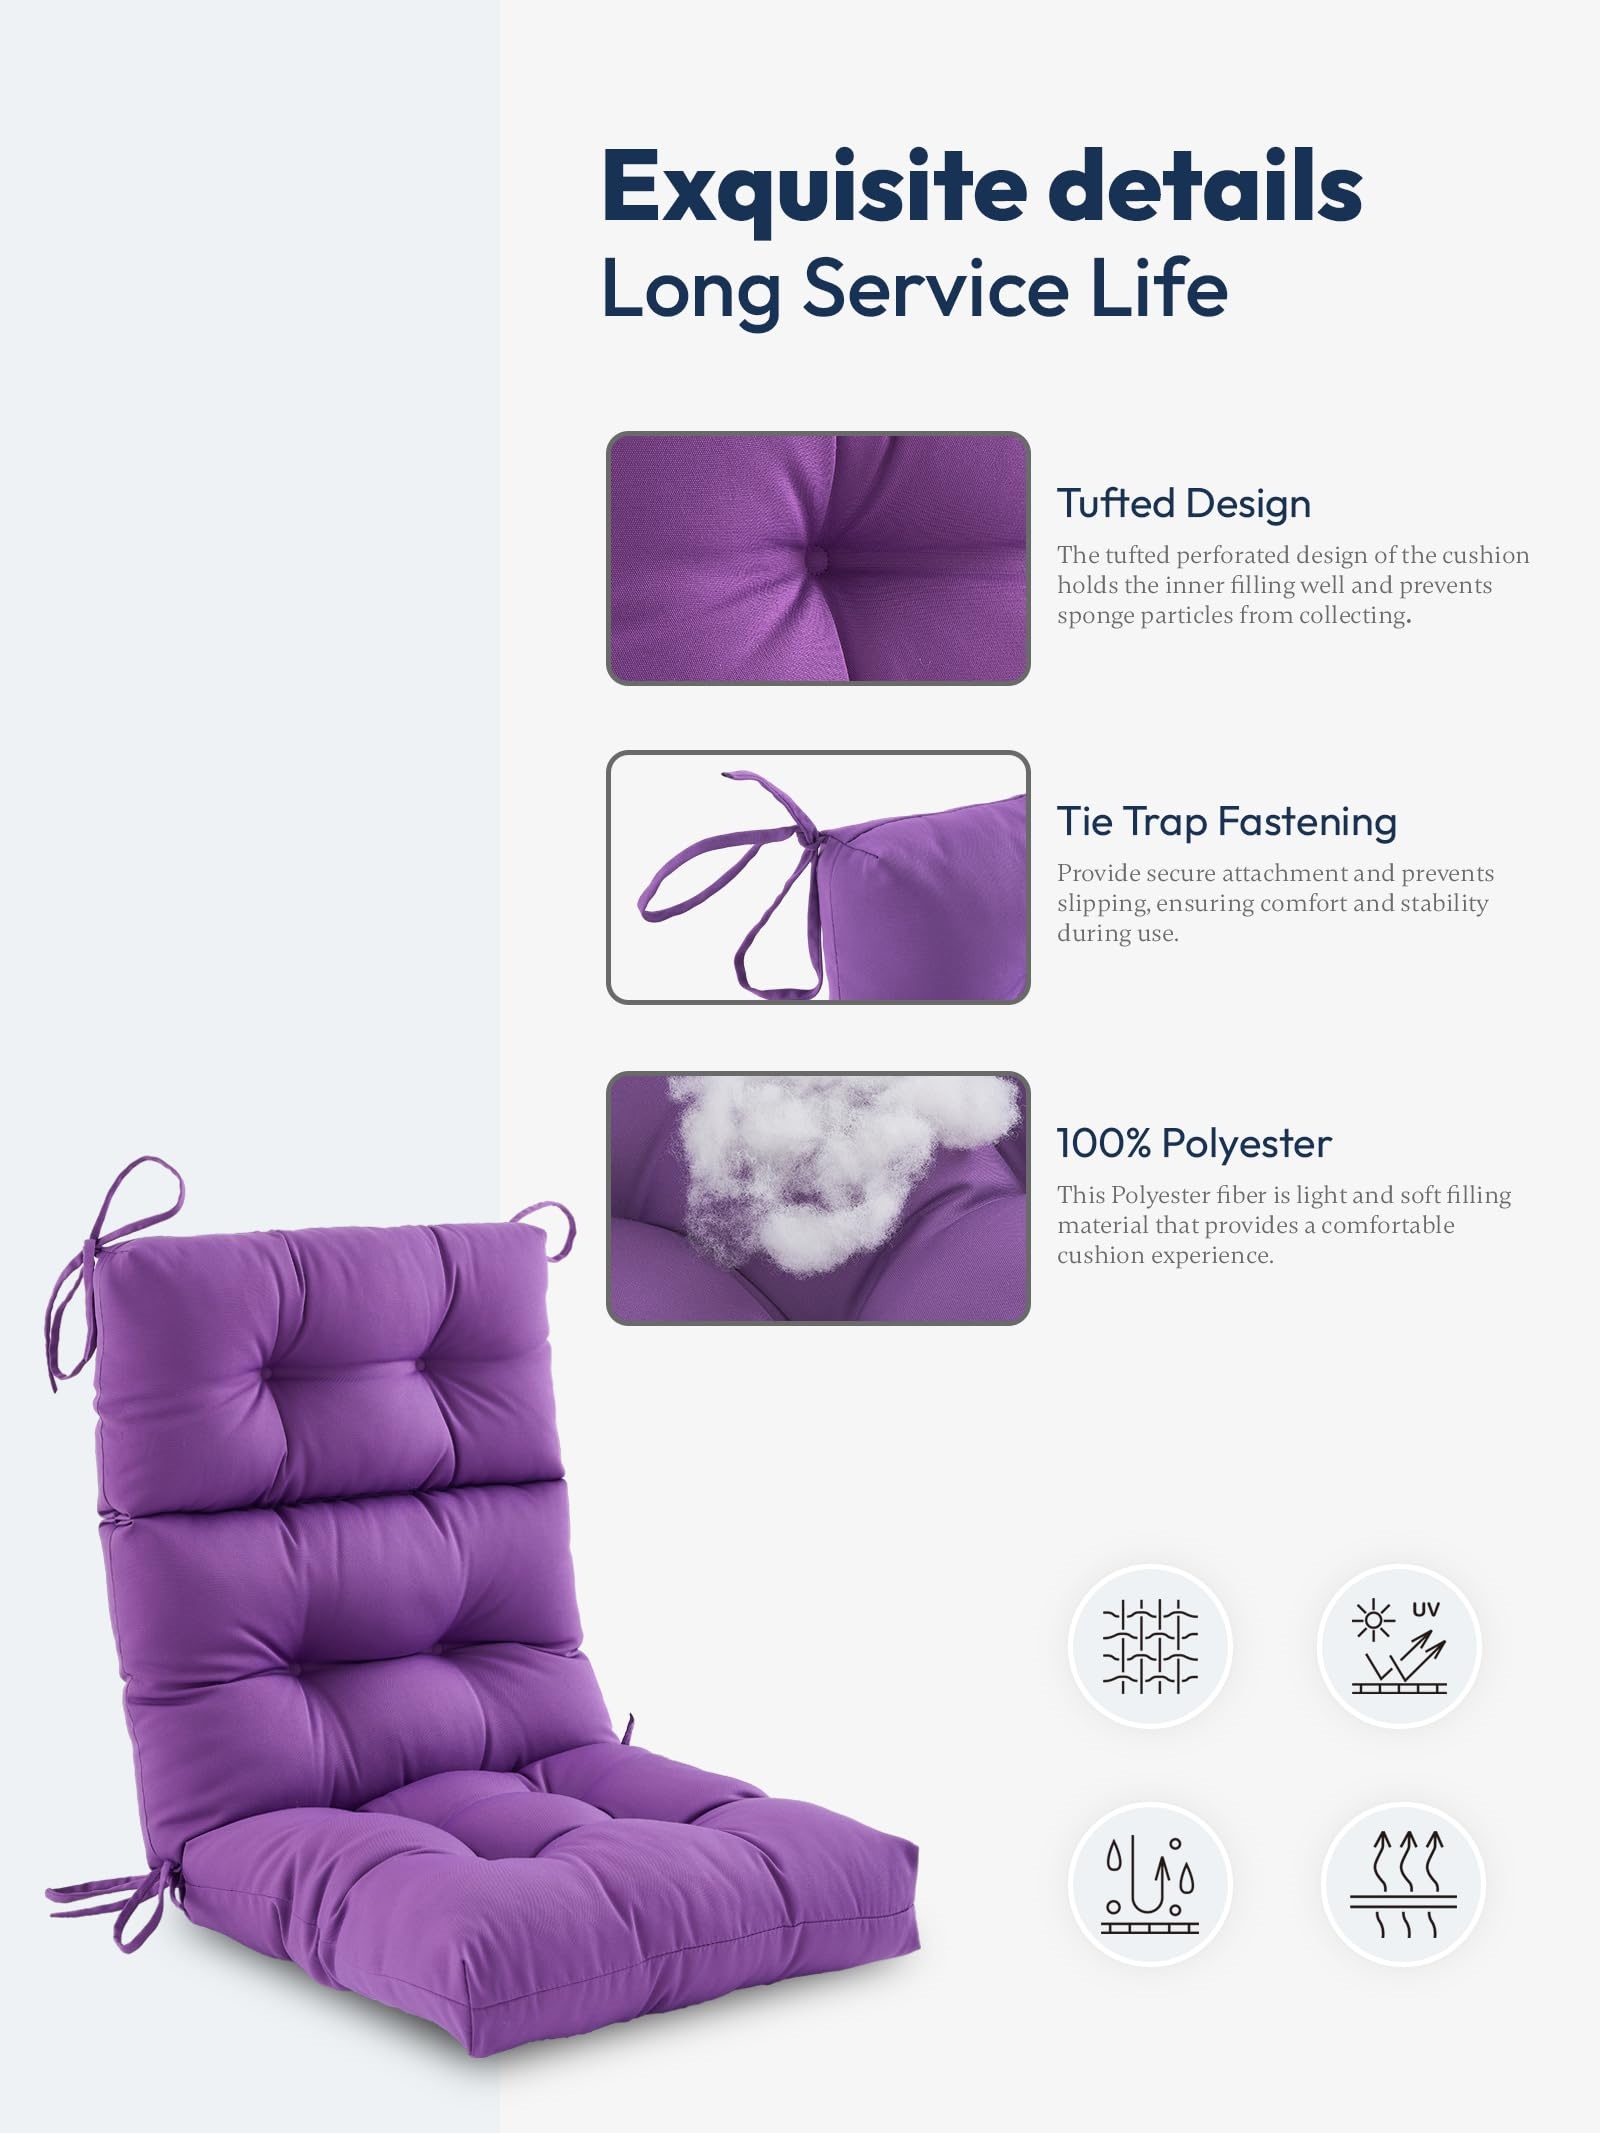 Exquisite details
Long Service Life
Tufted Design
The tufted perforated design of the cushion
holds the inner filling well and prevents
sponge particles from collecting.
Tie Trap Fastening
Provide secure attachment and prevents
slipping, ensuring comfort and stability
during use.
100% Polyester
This Polyester fiber is light and soft filling
material that provides a comfortable
cushion experience.
UV